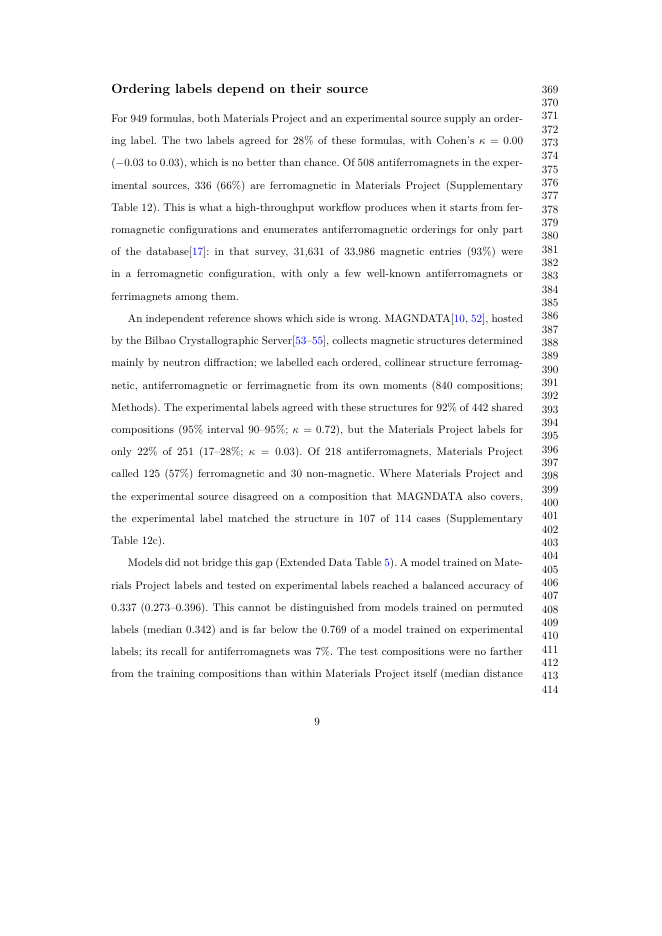 Ordering labels depend on their source
For 949 formulas, both Materials Project and an experimental source supply an order-
ing label. The two labels agreed for 28% of these formulas, with Cohen's κ = 0.00
(−0.03 to 0.03), which is no better than chance. Of 508 antiferromagnets in the exper-
imental sources, 336 (66%) are ferromagnetic in Materials Project (Supplementary
Table 12). This is what a high-throughput workflow produces when it starts from fer-
romagnetic configurations and enumerates antiferromagnetic orderings for only part
of the database[17]: in that survey, 31,631 of 33,986 magnetic entries (93%) were
in a ferromagnetic configuration, with only a few well-known antiferromagnets or
ferrimagnets among them.
An independent reference shows which side is wrong. MAGNDATA[10, 52], hosted
by the Bilbao Crystallographic Server[53–55], collects magnetic structures determined
mainly by neutron diffraction; we labelled each ordered, collinear structure ferromag-
netic, antiferromagnetic or ferrimagnetic from its own moments (840 compositions;
Methods). The experimental labels agreed with these structures for 92% of 442 shared
compositions (95% interval 90–95%; κ = 0.72), but the Materials Project labels for
only 22% of 251 (17–28%; κ = 0.03). Of 218 antiferromagnets, Materials Project
called 125 (57%) ferromagnetic and 30 non-magnetic. Where Materials Project and
the experimental source disagreed on a composition that MAGNDATA also covers,
the experimental label matched the structure in 107 of 114 cases (Supplementary
Table 12c).
Models did not bridge this gap (Extended Data Table 5). A model trained on Mate-
rials Project labels and tested on experimental labels reached a balanced accuracy of
0.337 (0.273–0.396). This cannot be distinguished from models trained on permuted
labels (median 0.342) and is far below the 0.769 of a model trained on experimental
labels; its recall for antiferromagnets was 7%. The test compositions were no farther
from the training compositions than within Materials Project itself (median distance
369
370
371
372
373
374
375
376
377
378
379
380
381
382
383
384
385
386
387
388
389
390
391
392
393
394
395
396
397
398
399
400
401
402
403
404
405
406
407
408
409
410
411
412
413
414
9